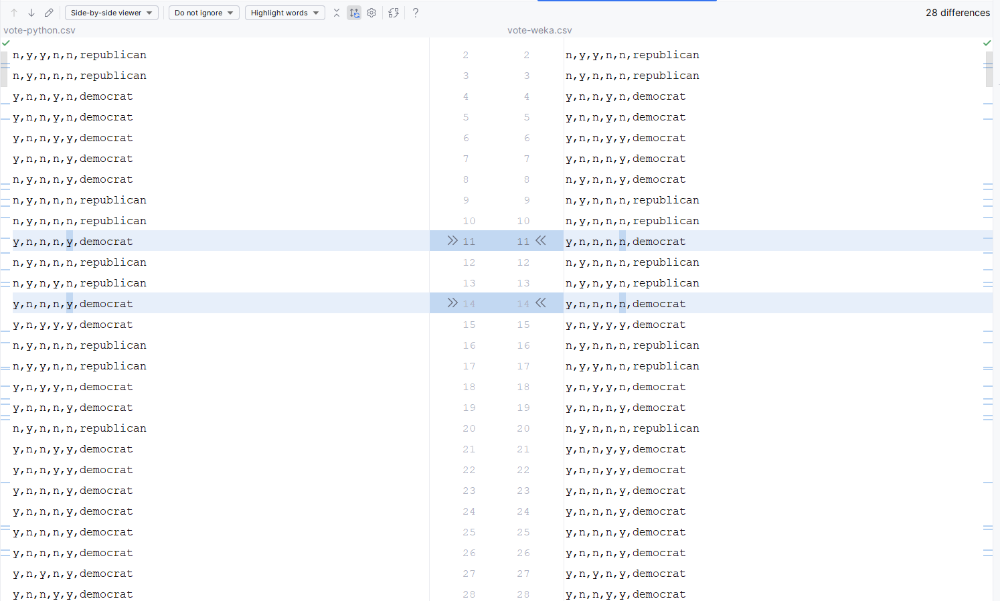 Side-by-side viewer Do not ignore Highlight words ? 28 differences
vote-python.csv vote-weka.csv
n,y,y,n,n,republican 2 2 n,y,y,n,n,republican
n,y,n,n,n,republican 3 3 n,y,n,n,n,republican
y,n,n,y,n,democrat 4 4 y,n,n,y,n,democrat
y,n,n,y,n,democrat 5 5 y,n,n,y,n,democrat
y,n,n,y,y,democrat 6 6 y,n,n,y,y,democrat
y,n,n,n,y,democrat 7 7 y,n,n,n,y,democrat
n,y,n,n,y,democrat 8 8 n,y,n,n,y,democrat
n,y,n,n,n,republican 9 9 n,y,n,n,n,republican
n,y,n,n,n,republican 10 10 n,y,n,n,n,republican
y,n,n,n,y,democrat 11 11 y,n,n,n,n,democrat
n,y,n,n,n,republican 12 12 n,y,n,n,n,republican
n,y,n,y,n,republican 13 13 n,y,n,y,n,republican
y,n,n,n,y,democrat 14 14 y,n,n,n,n,democrat
y,n,y,y,y,democrat 15 15 y,n,y,y,y,democrat
n,y,n,n,n,republican 16 16 n,y,n,n,n,republican
n,y,y,n,n,republican 17 17 n,y,y,n,n,republican
y,n,y,y,n,democrat 18 18 y,n,y,y,n,democrat
y,n,n,n,y,democrat 19 19 y,n,n,n,y,democrat
n,y,n,n,n,republican 20 20 n,y,n,n,n,republican
y,n,n,y,y,democrat 21 21 y,n,n,y,y,democrat
y,n,n,y,y,democrat 22 22 y,n,n,y,y,democrat
y,n,n,n,y,democrat 23 23 y,n,n,n,y,democrat
y,n,n,n,y,democrat 24 24 y,n,n,n,y,democrat
y,n,n,n,y,democrat 25 25 y,n,n,n,y,democrat
y,n,n,n,y,democrat 26 26 y,n,n,n,y,democrat
y,n,y,n,y,democrat 27 27 y,n,y,n,y,democrat
y,n,n,y,y,democrat 28 28 y,n,n,y,y,democrat